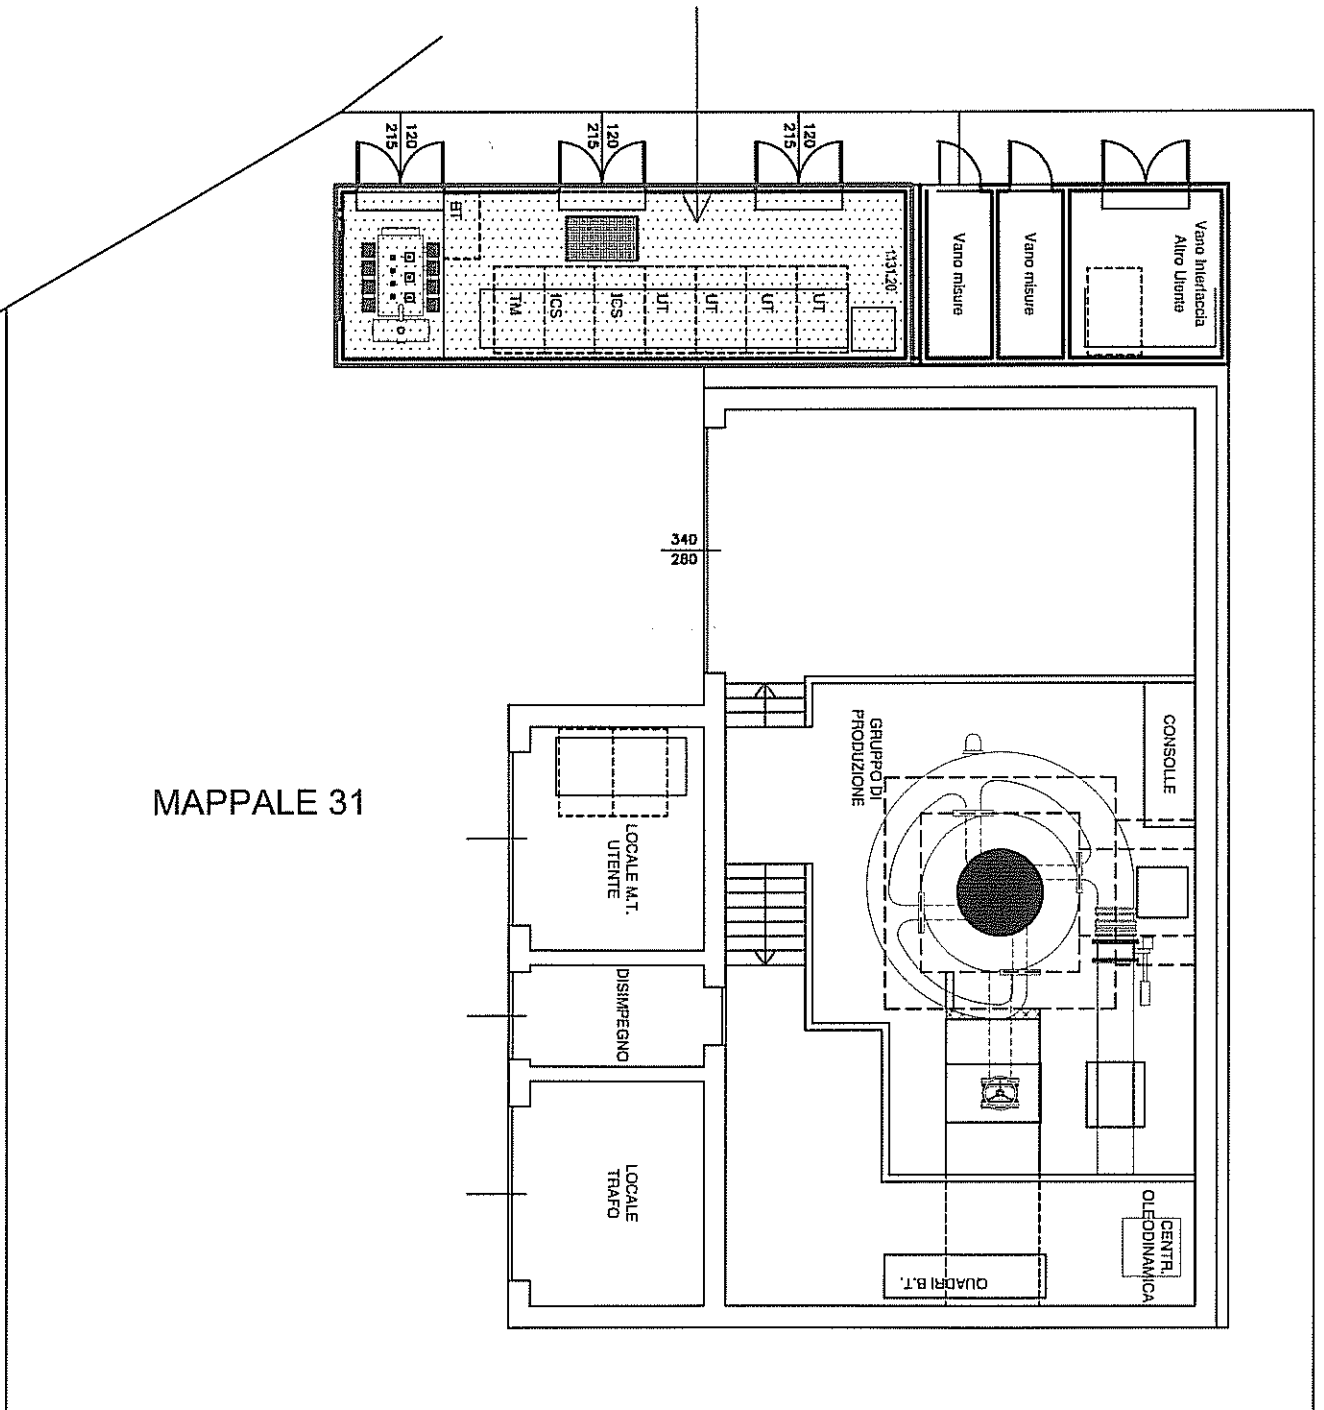 120
215
120
215
120
215
BT
TM
ICS
ICS
UT
UT
UT
UT
1131.20
Vano misure
Vano misure
Vano Interfaccia
Altro Utente
340
280
MAPPALE 31
GRUPPO DI
PRODUZIONE
CONSOLLE
LOCALE M.T.
UTENTE
DISIMPEGNO
LOCALE
TRAFO
QUADRI B.T.
CENTR.
OLEODINAMICA